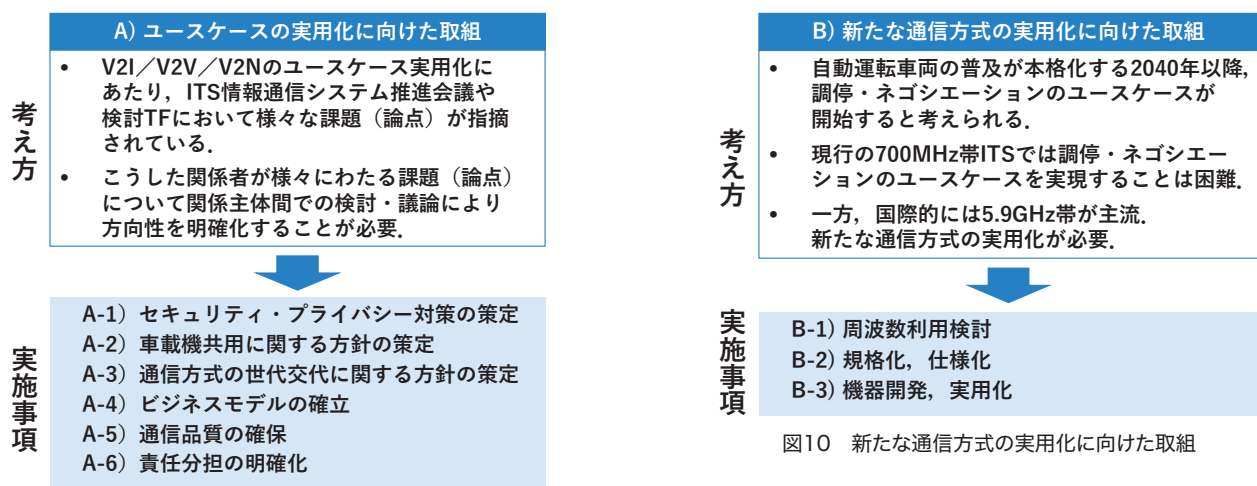 A) ユースケースの実用化に向けた取組
考え方
• V2I／V2V／V2Nのユースケース実用化に
あたり，ITS情報通信システム推進会議や
検討TFにおいて様々な課題（論点）が指摘
されている．
• こうした関係者が様々にわたる課題（論点）
について関係主体間での検討・議論により
方向性を明確化することが必要．
実施事項
A-1）セキュリティ・プライバシー対策の策定
A-2）車載機共用に関する方針の策定
A-3）通信方式の世代交代に関する方針の策定
A-4）ビジネスモデルの確立
A-5）通信品質の確保
A-6）責任分担の明確化
B) 新たな通信方式の実用化に向けた取組
考え方
• 自動運転車両の普及が本格化する2040年以降，
調停・ネゴシエーションのユースケースが
開始すると考えられる．
• 現行の700MHz帯ITSでは調停・ネゴシエー
ションのユースケースを実現することは困難．
• 一方，国際的には5.9GHz帯が主流．
新たな通信方式の実用化が必要．
実施事項
B-1) 周波数利用検討
B-2) 規格化，仕様化
B-3) 機器開発，実用化
図10　新たな通信方式の実用化に向けた取組